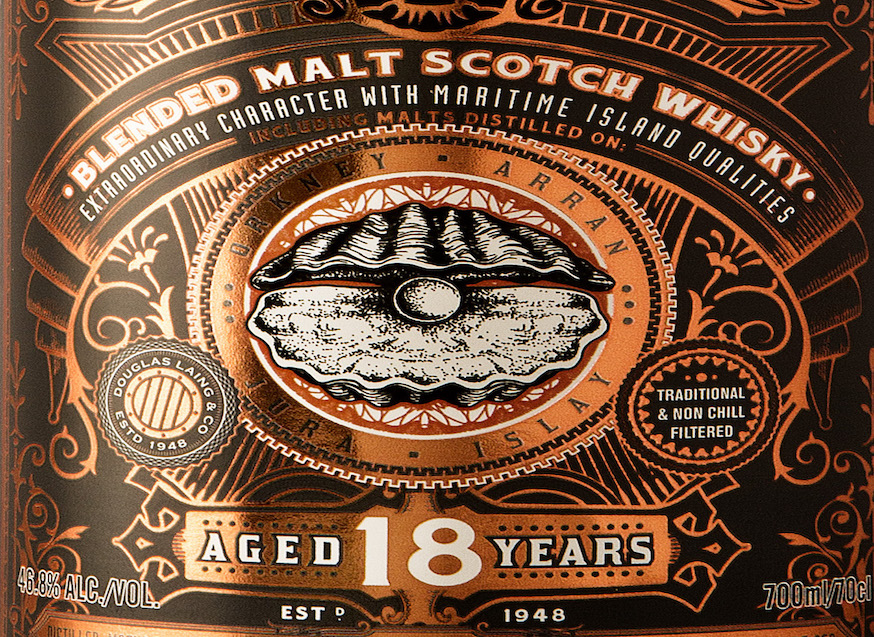 BLENDED MALT SCOTCH WHISKY
EXTRAORDINARY CHARACTER WITH MARITIME ISLAND QUALITIES
INCLUDING MALTS DISTILLED ON:
ORKNEY - ARRAN
JURA - ISLAY
DOUGLAS LAING & CO
ESTD 1948
TRADITIONAL
& NON CHILL
FILTERED
AGED 18 YEARS
46.8% ALC./VOL.
700ml/70cl
ESTD 1948